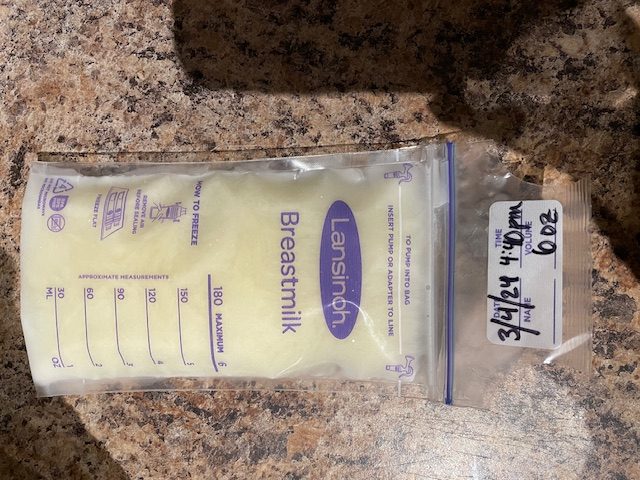 DATE TIME
3/4/24 4:40pm
NAME VOLUME
6 oz
TO PUMP INTO BAG
INSERT PUMP OR ADAPTER TO LINE
Lansinoh®
Breastmilk
HOW TO FREEZE
REMOVE AIR
BEFORE SEALING
FREEZE FLAT
180 MAXIMUM 6
150 5
120 4
90 3
60 2
30 1
ML OZ
APPROXIMATE MEASUREMENTS